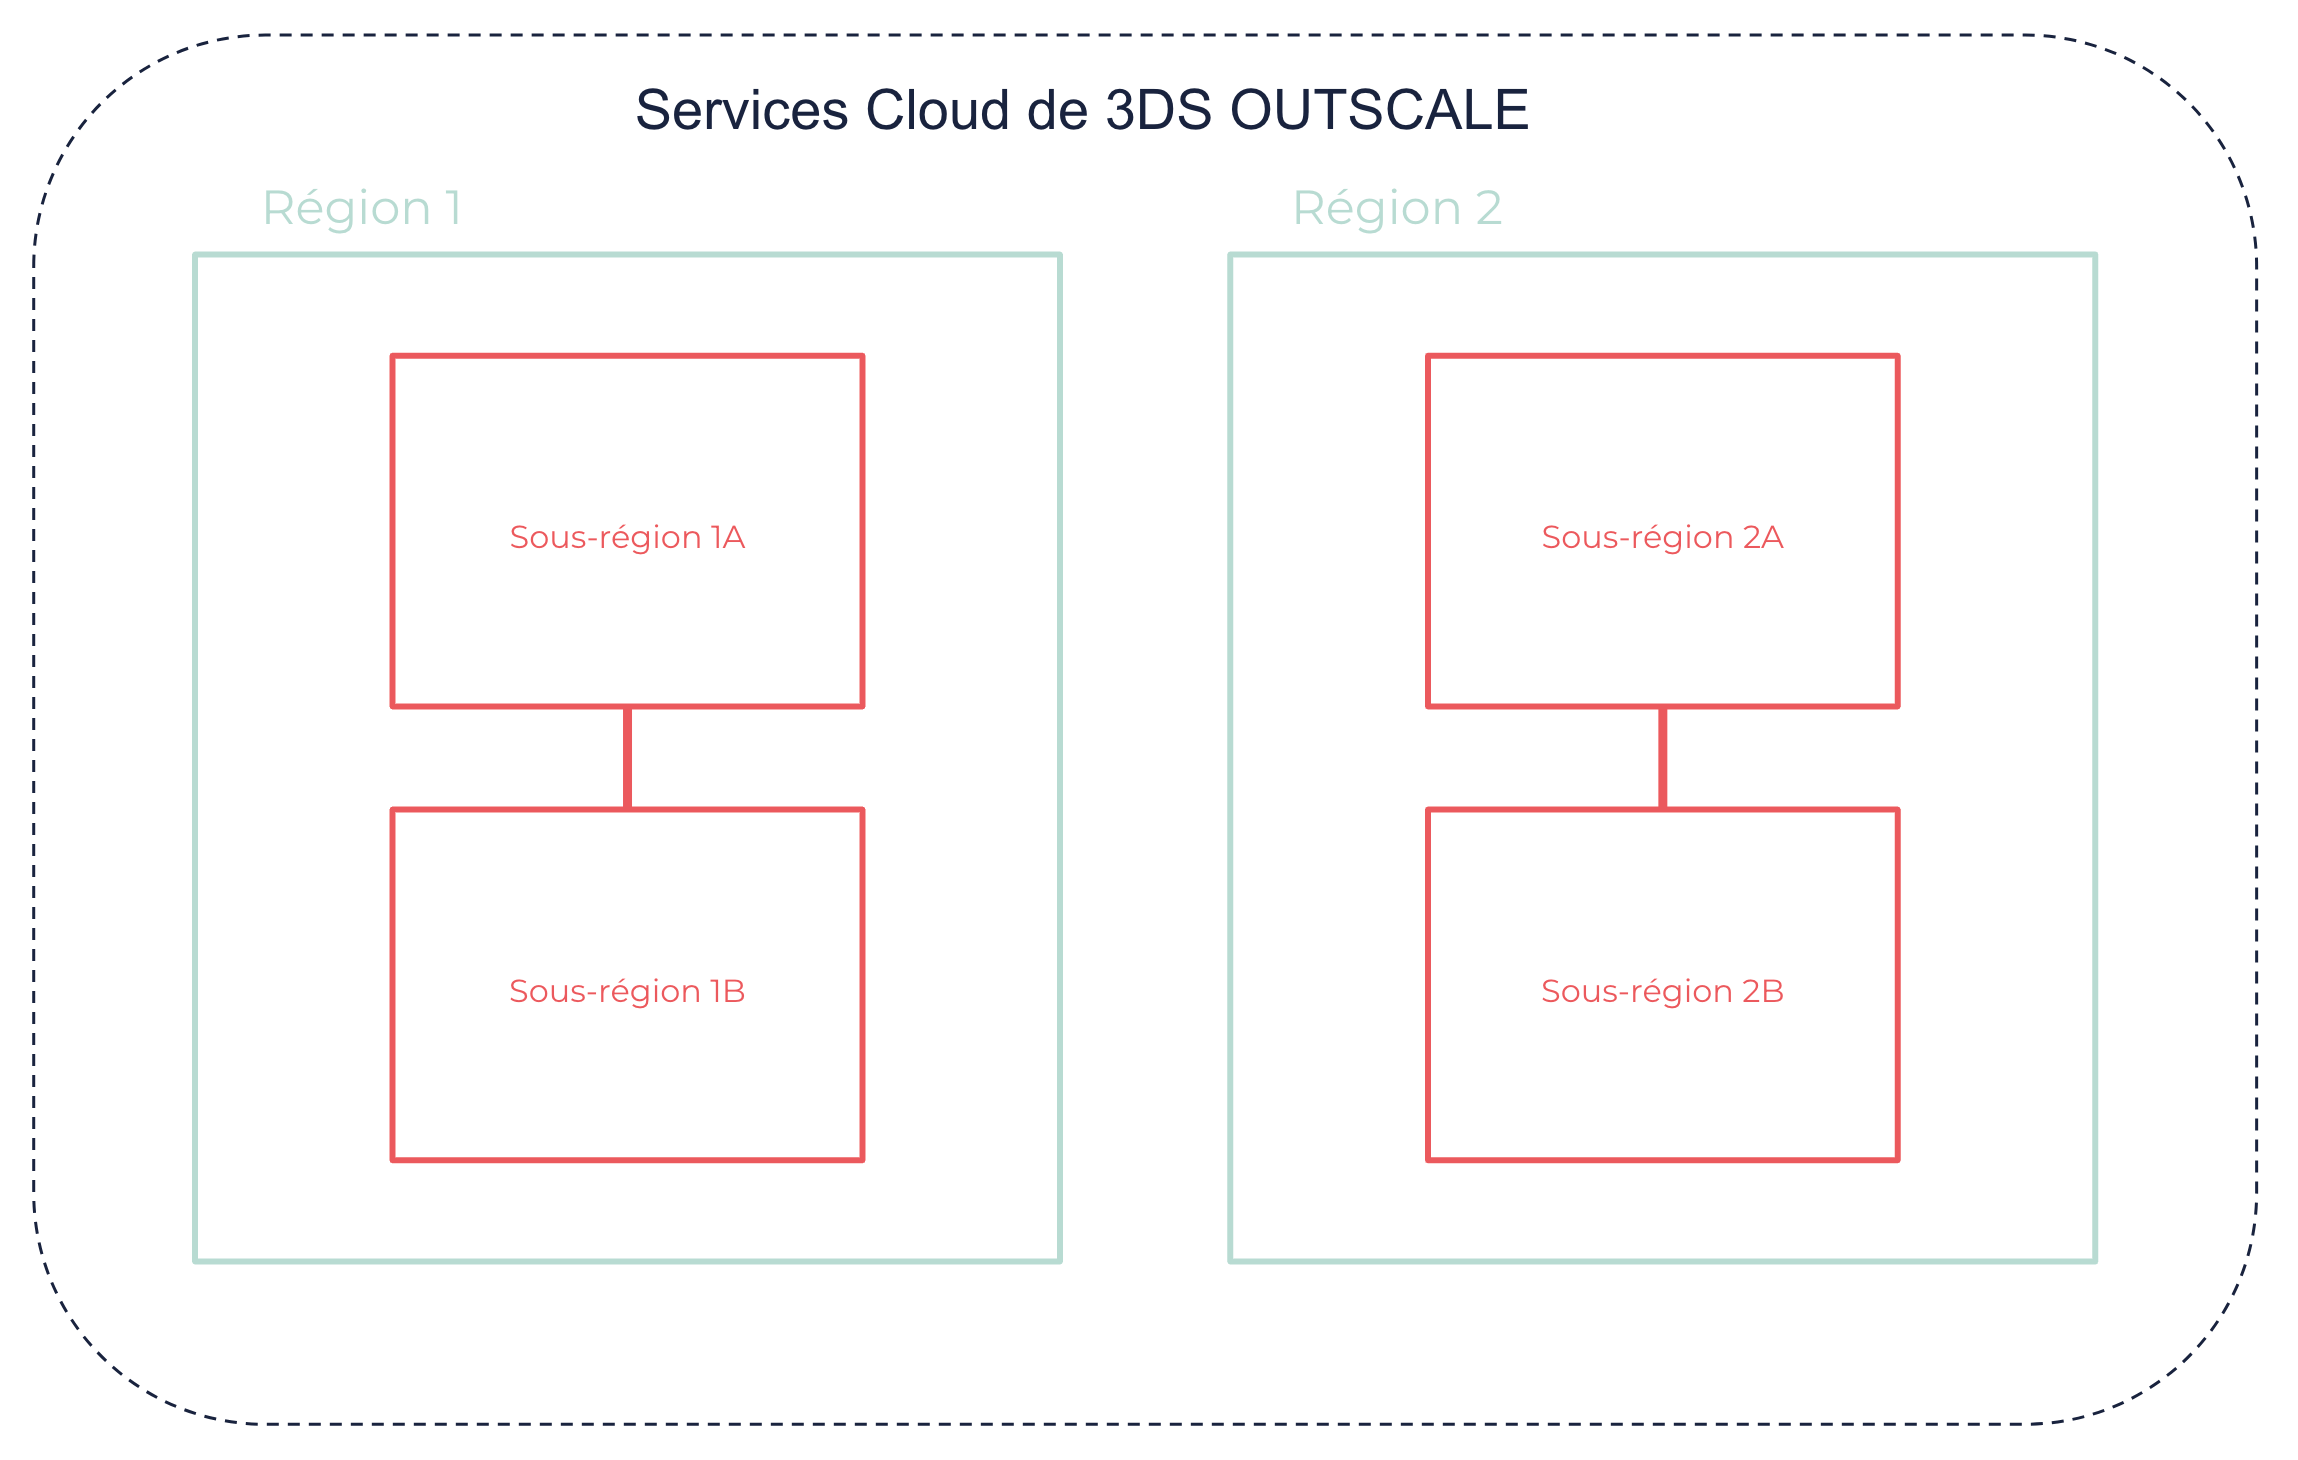 Services Cloud de 3DS OUTSCALE
Région 1
Région 2
Sous-région 1A
Sous-région 2A
Sous-région 1B
Sous-région 2B